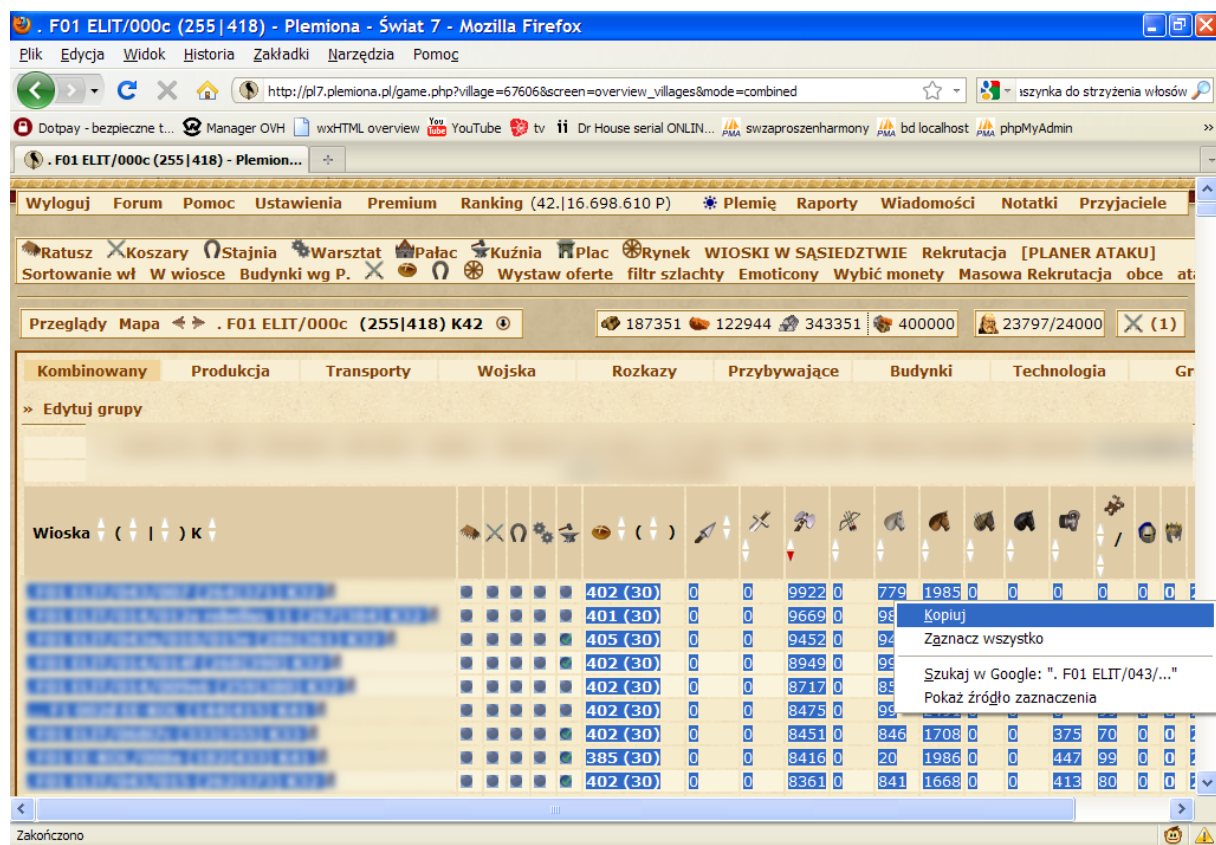 . F01 ELIT/000c (255|418) - Plemiona - Świat 7 - Mozilla Firefox
Plik Edycja Widok Historia Zakładki Narzędzia Pomoc
http://pl7.plemiona.pl/game.php?village=67606&screen=overview_villages&mode=combined
do strzyżenia włosów
Dotpay - bezpieczne t... Manager OVH wxHTML overview You Tube YouTube tv ii Dr House serial ONLIN... PMA swzaproszenharmony PMA bd localhost PMA phpMyAdmin »
. F01 ELIT/000c (255|418) - Plemion...
Wyloguj Forum Pomoc Ustawienia Premium Ranking (42.|16.698.610 P) Plemię Raporty Wiadomości Notatki Przyjaciele
Ratusz Koszary Stajnia Warsztat Pałac Kuźnia Plac Rynek WIOSKI W SĄSIEDZTWIE Rekrutacja [PLANER ATAKU]
Sortowanie wł W wiosce Budynki wg P. Wystaw oferte filtr szlachty Emoticony Wybić monety Masowa Rekrutacja obce
Przeglądy Mapa . F01 ELIT/000c (255|418) K42 187351 122944 343351 400000 23797/24000 (1)
Kombinowany Produkcja Transporty Wojska Rozkazy Przybywające Budynki Technologia
» Edytuj grupy
Wioska ( | ) K ( ) /
402 (30) 0 0 9922 0 779 1985 0 0 0 0 0 0
401 (30) 0 0 9669 0
405 (30) 0 0 9452 0
402 (30) 0 0 8949 0
402 (30) 0 0 8717 0
402 (30) 0 0 8475 0
402 (30) 0 0 8451 0 846 1708 0 0 375 70 0 0
385 (30) 0 0 8416 0 20 1986 0 0 447 99 0 0
402 (30) 0 0 8361 0 841 1668 0 0 413 80 0 0
Kopiuj
Zaznacz wszystko
Szukaj w Google: ". F01 ELIT/043/..."
Pokaż źródło zaznaczenia
Zakończono